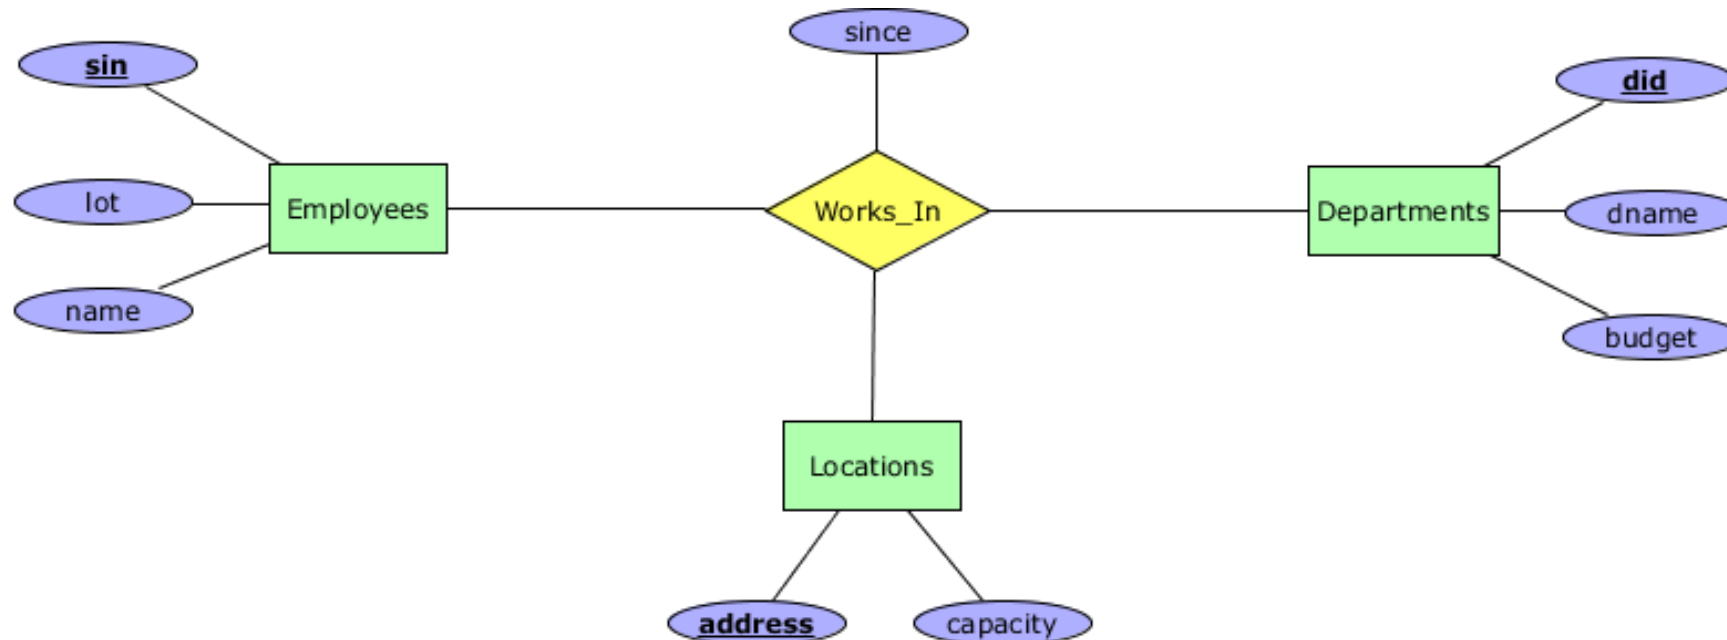 since
sin
did
lot
Employees
Works_In
Departments
dname
name
budget
Locations
address
capacity